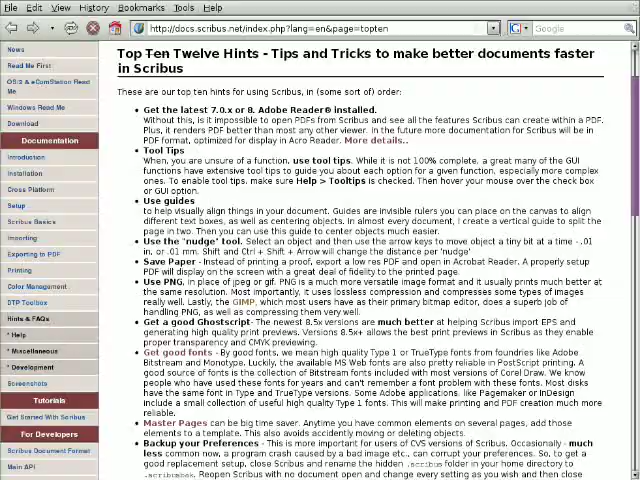 File Edit View History Bookmarks Tools Help
http://docs.scribus.net/index.php?lang=en&page=topten
Google
News
Read Me First
OS/2 & eComStation Read
Me
Windows Read Me
Download
Documentation
Introduction
Installation
Cross Platform
Setup
Scribus Basics
Importing
Exporting to PDF
Printing
Color Management
DTP Toolbox
Hints & FAQs
* Help
* Miscellaneous
* Development
Screenshots
Tutorials
Get Started With Scribus
For Developers
Scribus Document Format
Main API
Top Ten Twelve Hints - Tips and Tricks to make better documents faster
in Scribus
These are our top ten hints for using Scribus, in (some sort of) order:
• Get the latest 7.0.x or 8. Adobe Reader® installed.
Without this, is it impossible to open PDFs from Scribus and see all the features Scribus can create within a PDF.
Plus, it renders PDF better than most any other viewer. In the future more documentation for Scribus will be in
PDF format, optimized for display in Acro Reader. More details..
• Tool Tips
When, you are unsure of a function, use tool tips. While it is not 100% complete, a great many of the GUI
functions have extensive tool tips to guide you about each option for a given function, especially more complex
ones. To enable tool tips, make sure Help > Tooltips is checked. Then hover your mouse over the check box
or GUI option.
• Use guides
to help visually align things in your document. Guides are invisible rulers you can place on the canvas to align
different text boxes, as well as centering objects. In almost every document, I create a vertical guide to split the
page in two. Then you can use this guide to center objects much easier.
• Use the "nudge" tool. Select an object and then use the arrow keys to move object a tiny bit at a time - .01
in, or .01 mm. Shift and Ctrl + Shift + Arrow will change the distance per 'nudge'
• Save Paper - Instead of printing a proof, export a low res PDF and open in Acrobat Reader. A properly setup
PDF will display on the screen with a great deal of fidelity to the printed page.
• Use PNG, in place of jpeg or gif. PNG is a much more versatile image format and it usually prints much better at
the same resolution. Most importantly, it uses lossless compression and compresses some types of images
really well. Lastly, the GIMP, which most users have as their primary bitmap editor, does a superb job of
handling PNG, as well as compressing them very well.
• Get a good Ghostscript- The newest 8.5x versions are much better at helping Scribus import EPS and
generating high quality print previews. Versions 8.5x+ allows the best print previews in Scribus as they enable
proper transparency and CMYK previewing.
• Get good fonts - By good fonts, we mean high quality Type 1 or TrueType fonts from foundries like Adobe
Bitstream and Monotype. Luckily, the available MS Web fonts are also pretty reliable in PostScript printing. A
good source of fonts is the collection of Bitstream fonts included with most versions of Corel Draw. We know
people who have used these fonts for years and can't remember a font problem with these fonts. Most disks
have the same font in Type and TrueType versions. Some Adobe applications, like Pagemaker or InDesign
include a small collection of useful high quality Type 1 fonts. This will make printing and PDF creation much more
reliable.
• Master Pages can be big time saver. Anytime you have common elements on several pages, add those
elements to a template. This also avoids accidently moving or deleting objects.
• Backup your Preferences - This is more important for users of CVS versions of Scribus. Occasionally - much
less common now, a program crash caused by a bad image etc., can corrupt your preferences. So, to get a
good replacement setup, close Scribus and rename the hidden .scribus folder in your home directory to
.scribusbak. Reopen Scribus with no document open and change every setting as you wish and then close